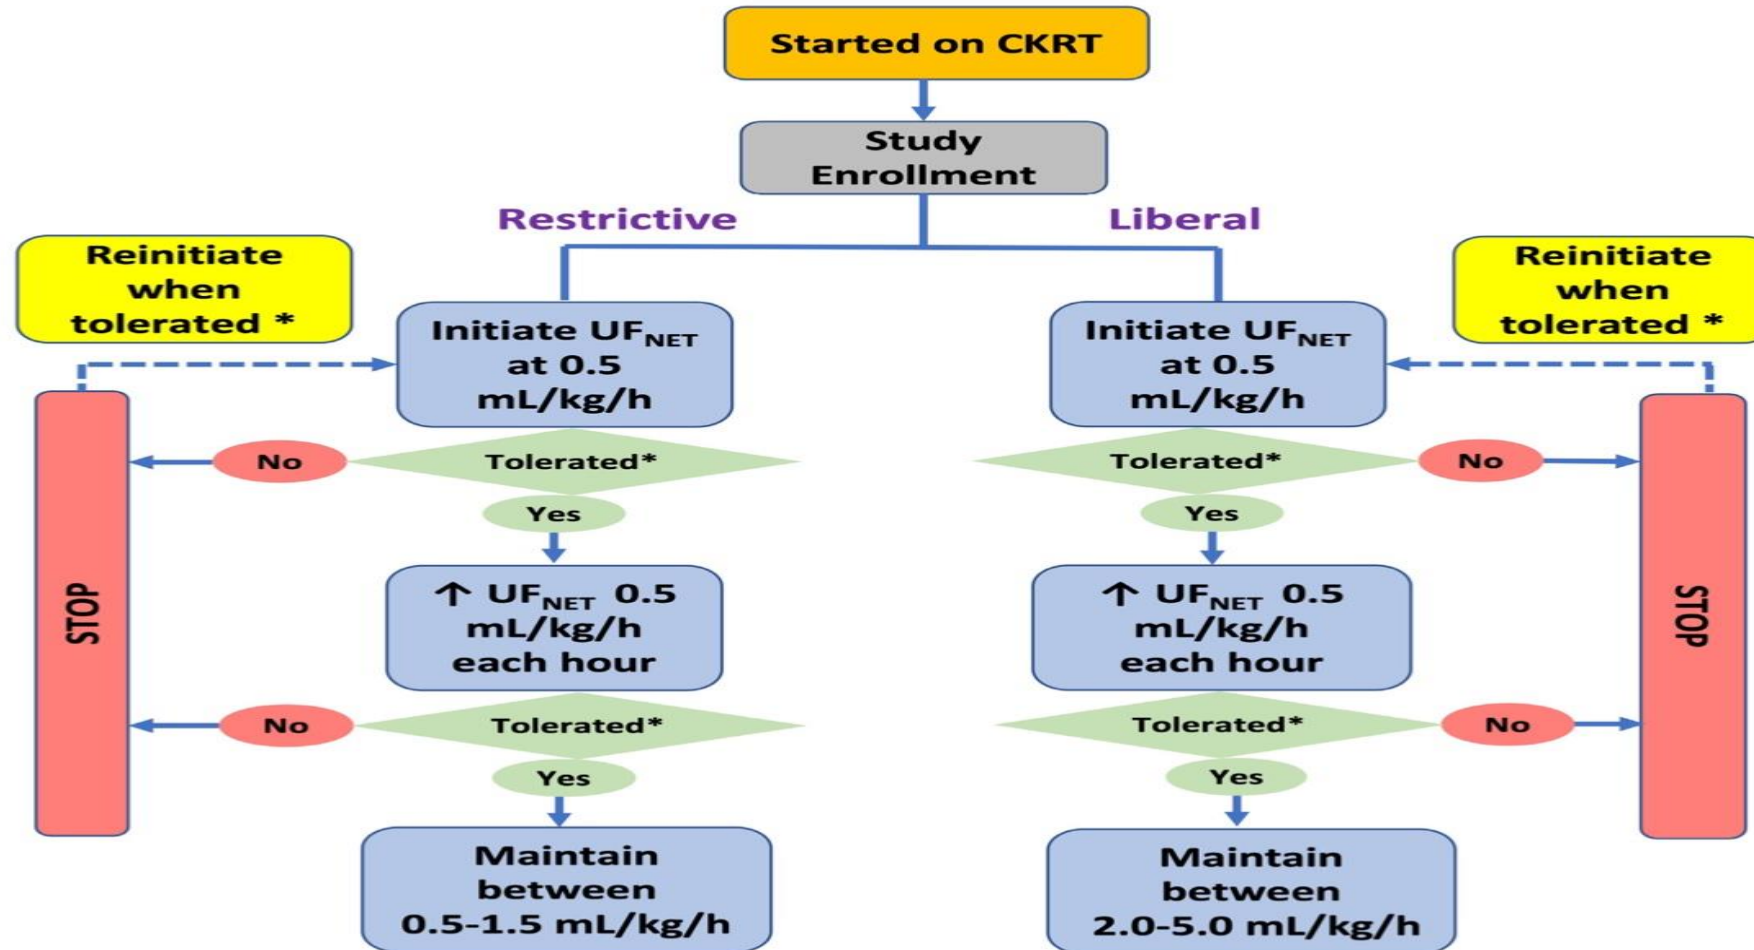 Started on CKRT
Study
Enrollment
Restrictive
Liberal
Reinitiate
when
tolerated *
Initiate UFNET
at 0.5
mL/kg/h
Tolerated*
No
Yes
STOP
↑ UFNET 0.5
mL/kg/h
each hour
Tolerated*
No
Yes
Maintain
between
0.5-1.5 mL/kg/h
Reinitiate
when
tolerated *
Initiate UFNET
at 0.5
mL/kg/h
Tolerated*
No
Yes
STOP
↑ UFNET 0.5
mL/kg/h
each hour
Tolerated*
No
Yes
Maintain
between
2.0-5.0 mL/kg/h